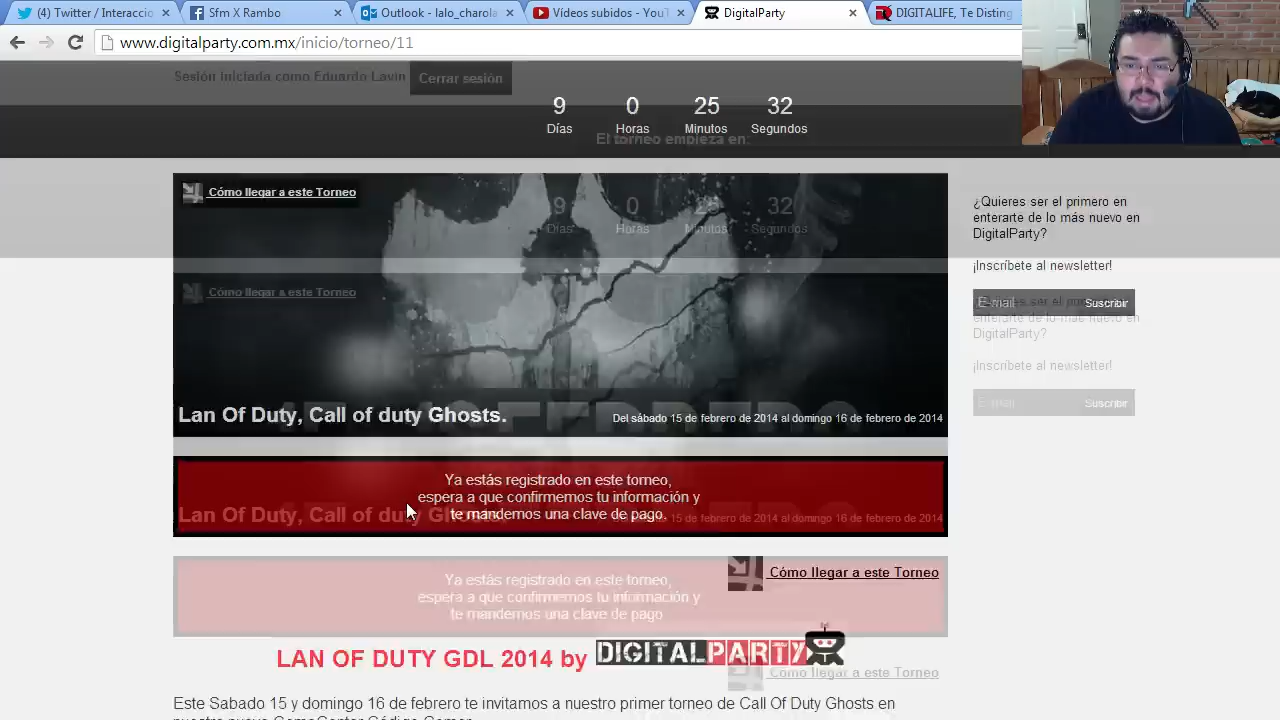 (4) Twitter / Interaccio
Sfm X Rambo
Outlook - lalo_charola
Vídeos subidos - YouT
DigitalParty
DIGITALIFE, Te Disting
www.digitalparty.com.mx/inicio/torneo/11
Sesión Iniciada como Eduardo Lavin
Cerrar sesión
9 0 25 32
Días Horas Minutos Segundos
El torneo empieza en:
Cómo llegar a este Torneo
9 0 25 32
Días Horas Minutos Segundos
¿Quieres ser el primero en
enterarte de lo más nuevo en
DigitalParty?
¡Inscríbete al newsletter!
E-mail Suscribir
Cómo llegar a este Torneo
enterarte de lo más nuevo en
DigitalParty?
¡Inscríbete al newsletter!
E-mail Suscribir
Lan Of Duty, Call of duty Ghosts.
Del sábado 15 de febrero de 2014 al domingo 16 de febrero de 2014
Ya estás registrado en este torneo,
espera a que confirmemos tu información y
te mandemos una clave de pago.
Lan Of Duty, Call of duty Ghosts.
15 de febrero de 2014 al domingo 16 de febrero de 2014
Cómo llegar a este Torneo
Ya estás registrado en este torneo,
espera a que confirmemos tu información y
te mandemos una clave de pago
LAN OF DUTY GDL 2014 by DIGITALPARTY
Cómo llegar a este Torneo
Este Sabado 15 y domingo 16 de febrero te invitamos a nuestro primer torneo de Call Of Duty Ghosts en